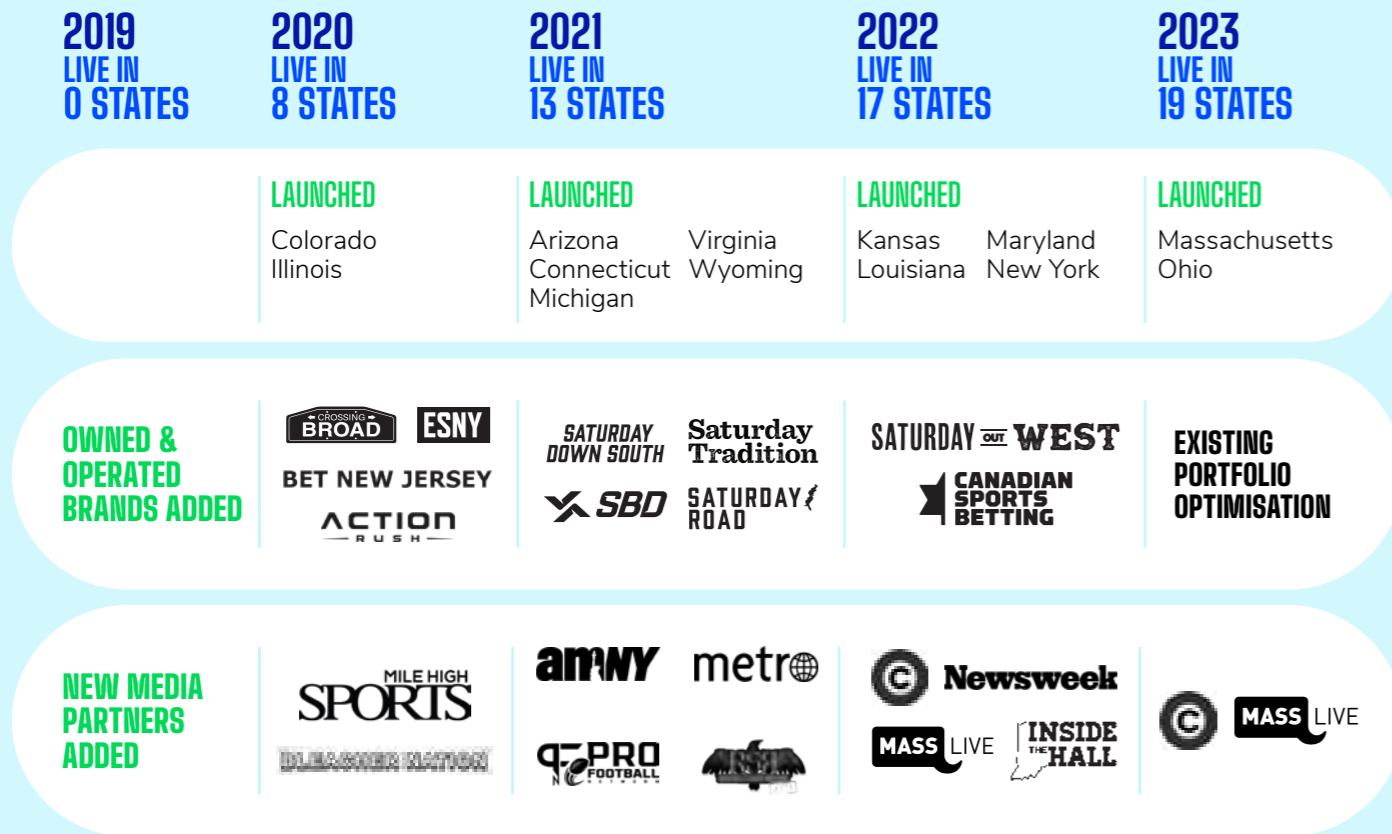 2019
LIVE IN
0 STATES
2020
LIVE IN
8 STATES
2021
LIVE IN
13 STATES
2022
LIVE IN
17 STATES
2023
LIVE IN
19 STATES
LAUNCHED
Colorado
Illinois
LAUNCHED
Arizona
Connecticut
Michigan
Virginia
Wyoming
LAUNCHED
Kansas
Louisiana
Maryland
New York
LAUNCHED
Massachusetts
Ohio
OWNED &
OPERATED
BRANDS ADDED
CROSSING
BROAD
ESNY
BET NEW JERSEY
ACTION
RUSH
SATURDAY
DOWN SOUTH
Saturday
Tradition
SBD
SATURDAY
ROAD
SATURDAY OUT WEST
CANADIAN
SPORTS
BETTING
EXISTING
PORTFOLIO
OPTIMISATION
NEW MEDIA
PARTNERS
ADDED
MILE HIGH
SPORTS
BLEACHER NATION
amNY
metro
PRO
FOOTBALL
NETWORK
C
Newsweek
MASS LIVE
INSIDE
THE HALL
C
MASS LIVE